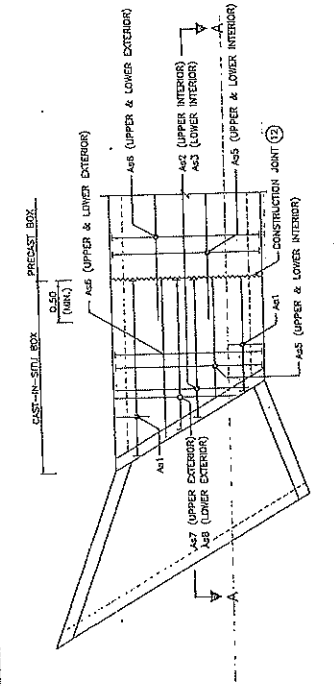 CAST-IN-SITU BOX
PRECAST BOX
0.50
(MIN.)
As6 (UPPER & LOWER EXTERIOR)
As6 (UPPER & LOWER EXTERIOR)
A
As2 (UPPER INTERIOR)
As3 (LOWER INTERIOR)
As5 (UPPER & LOWER INTERIOR)
CONSTRUCTION JOINT 12
As1
As5 (UPPER & LOWER INTERIOR)
As1
As7 (UPPER EXTERIOR)
As8 (LOWER EXTERIOR)
A